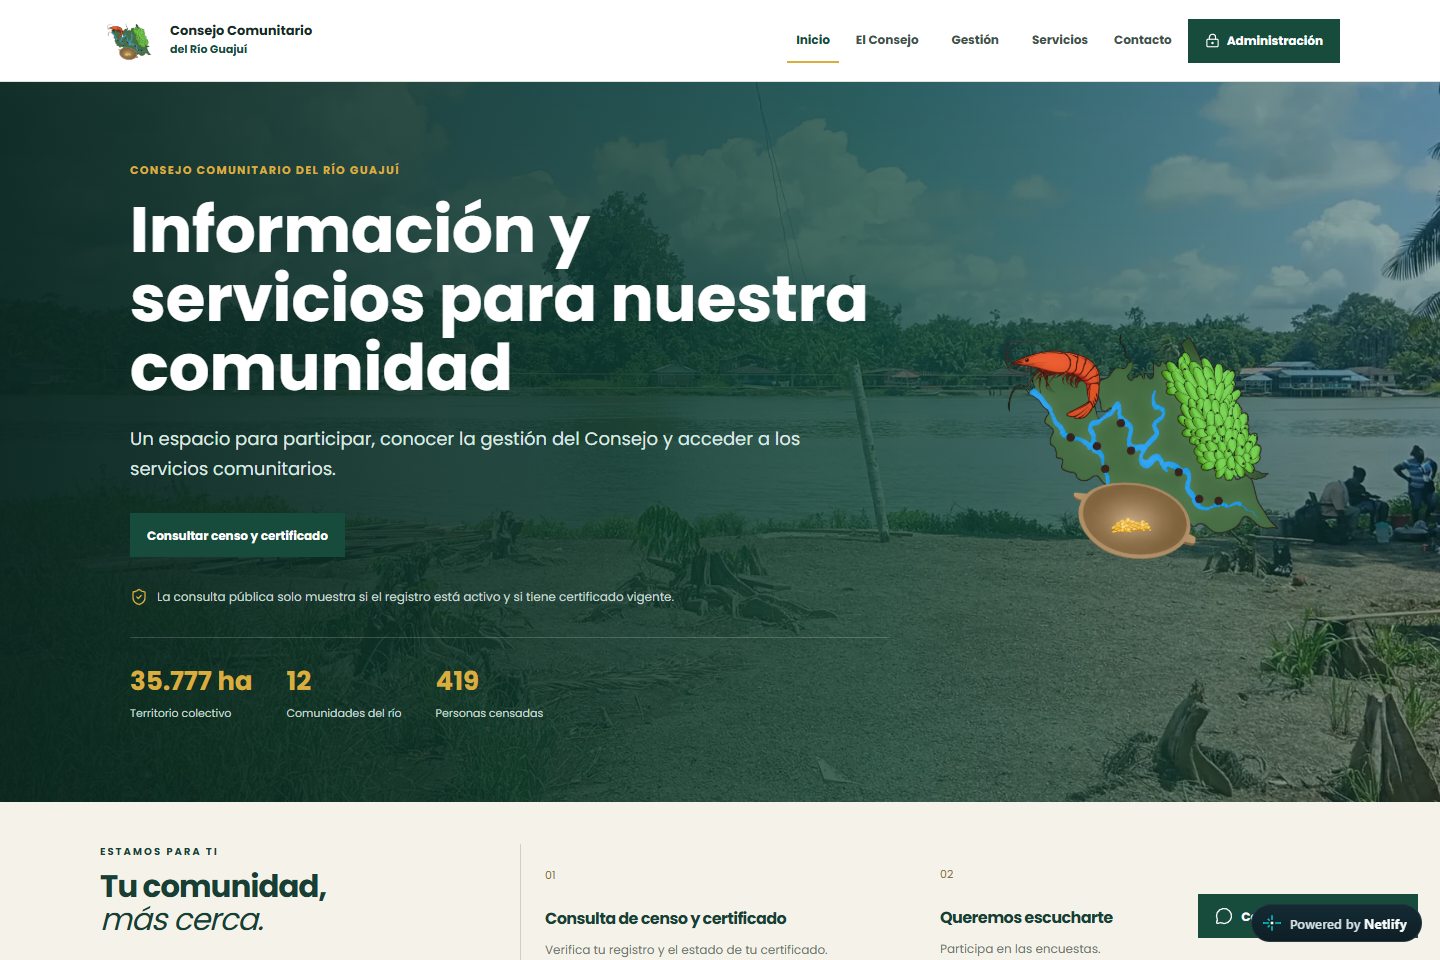 Consejo Comunitario
del Río Guajuí
Inicio
El Consejo
Gestión
Servicios
Contacto
Administración
CONSEJO COMUNITARIO DEL RÍO GUAJUÍ
Información y
servicios para nuestra
comunidad
Un espacio para participar, conocer la gestión del Consejo y acceder a los
servicios comunitarios.
Consultar censo y certificado
La consulta pública solo muestra si el registro está activo y si tiene certificado vigente.
35.777 ha
12
419
Territorio colectivo
Comunidades del río
Personas censadas
ESTAMOS PARA TI
Tu comunidad,
más cerca.
01
Consulta de censo y certificado
Verifica tu registro y el estado de tu certificado.
02
Queremos escucharte
Participa en las encuestas.
Powered by Netlify